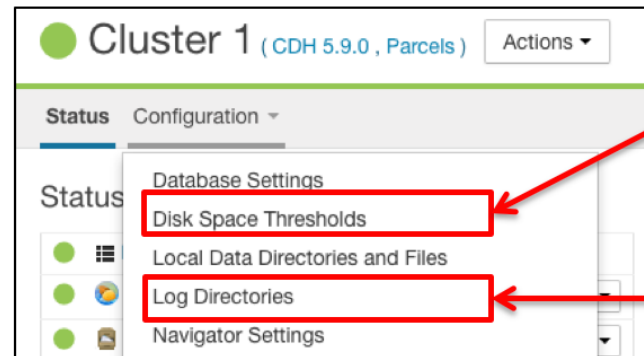 Cluster 1 ( CDH 5.9.0 , Parcels ) Actions
Status Configuration
Database Settings
Status
Disk Space Thresholds
Local Data Directories and Files
Log Directories
Navigator Settings